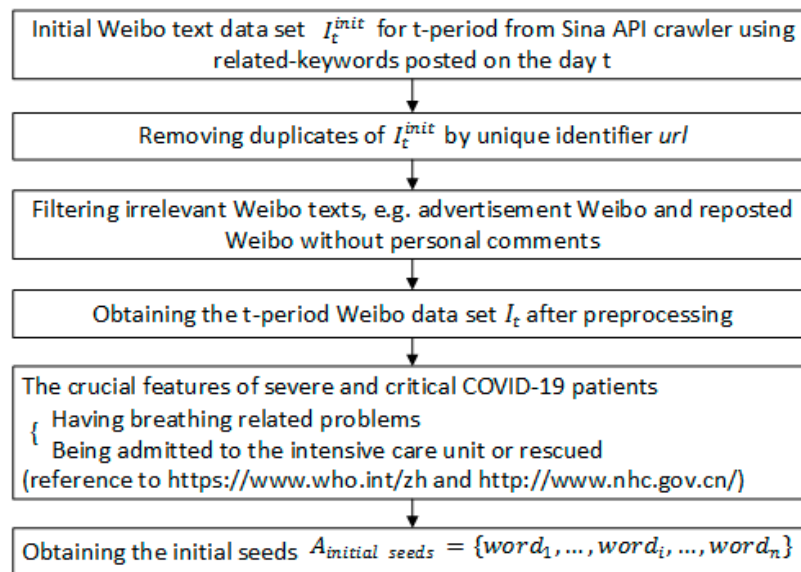 Initial Weibo text data set I_t^{init} for t-period from Sina API crawler using
related-keywords posted on the day t
Removing duplicates of I_t^{init} by unique identifier url
Filtering irrelevant Weibo texts, e.g. advertisement Weibo and reposted
Weibo without personal comments
Obtaining the t-period Weibo data set I_t after preprocessing
The crucial features of severe and critical COVID-19 patients
{ Having breathing related problems
Being admitted to the intensive care unit or rescued
(reference to https://www.who.int/zh and http://www.nhc.gov.cn/)
Obtaining the initial seeds A_{initial seeds} = {word_1, ..., word_i, ..., word_n}